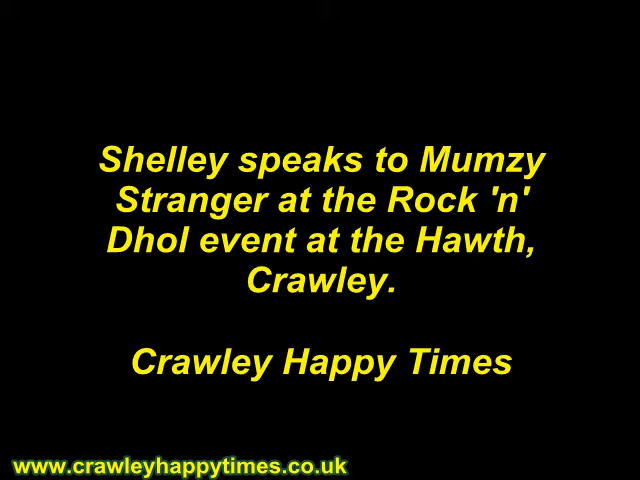 Shelley speaks to Mumzy
Stranger at the Rock 'n'
Dhol event at the Hawth,
Crawley.
Crawley Happy Times
www.crawleyhappytimes.co.uk